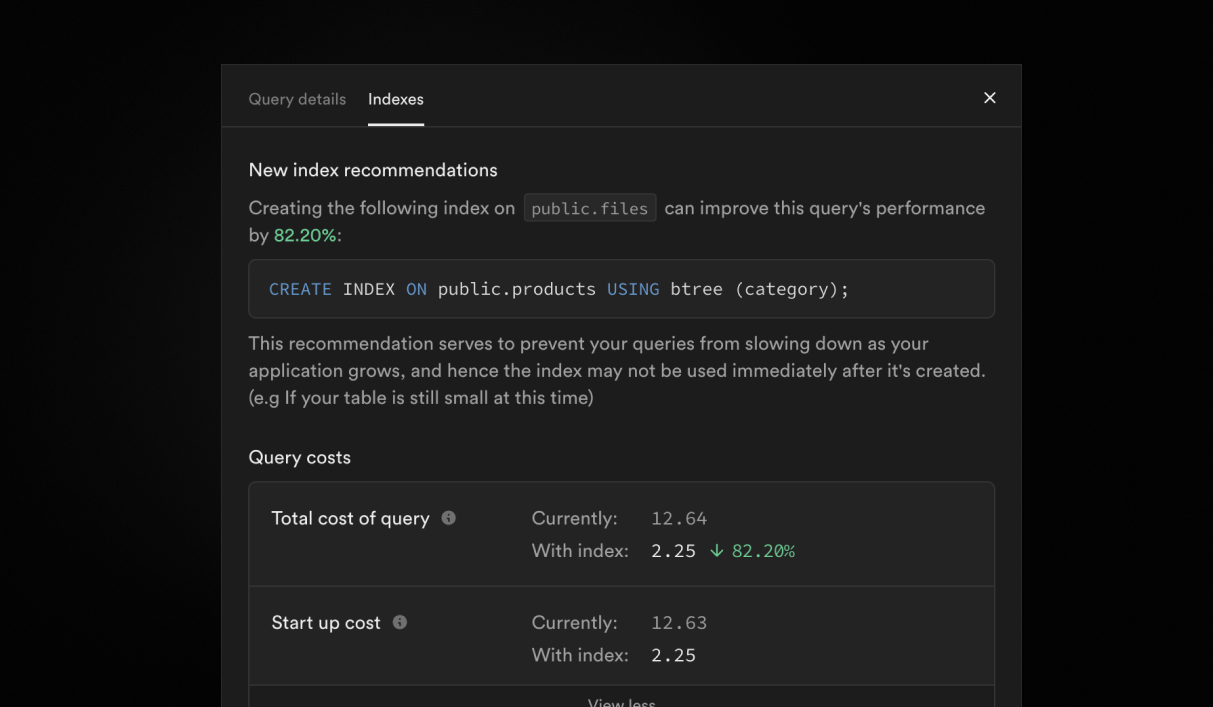 Query details Indexes
New index recommendations
Creating the following index on public.files can improve this query's performance
by 82.20%:
CREATE INDEX ON public.products USING btree (category);
This recommendation serves to prevent your queries from slowing down as your
application grows, and hence the index may not be used immediately after it's created.
(e.g If your table is still small at this time)
Query costs
Total cost of query Currently: 12.64
With index: 2.25 ↓ 82.20%
Start up cost Currently: 12.63
With index: 2.25
View less